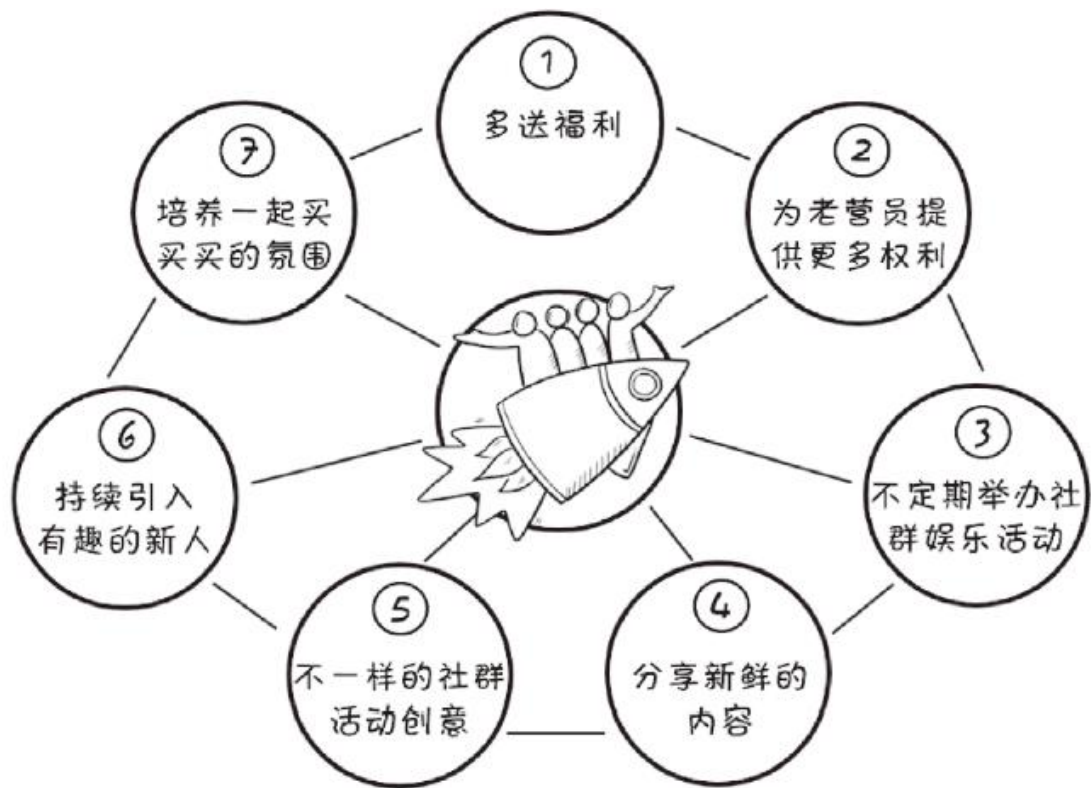 1
多送福利
2
为老营员提
供更多权利
3
不定期举办社
群娱乐活动
4
分享新鲜的
内容
5
不一样的社群
活动创意
6
持续引入
有趣的新人
7
培养一起买
买买的氛围